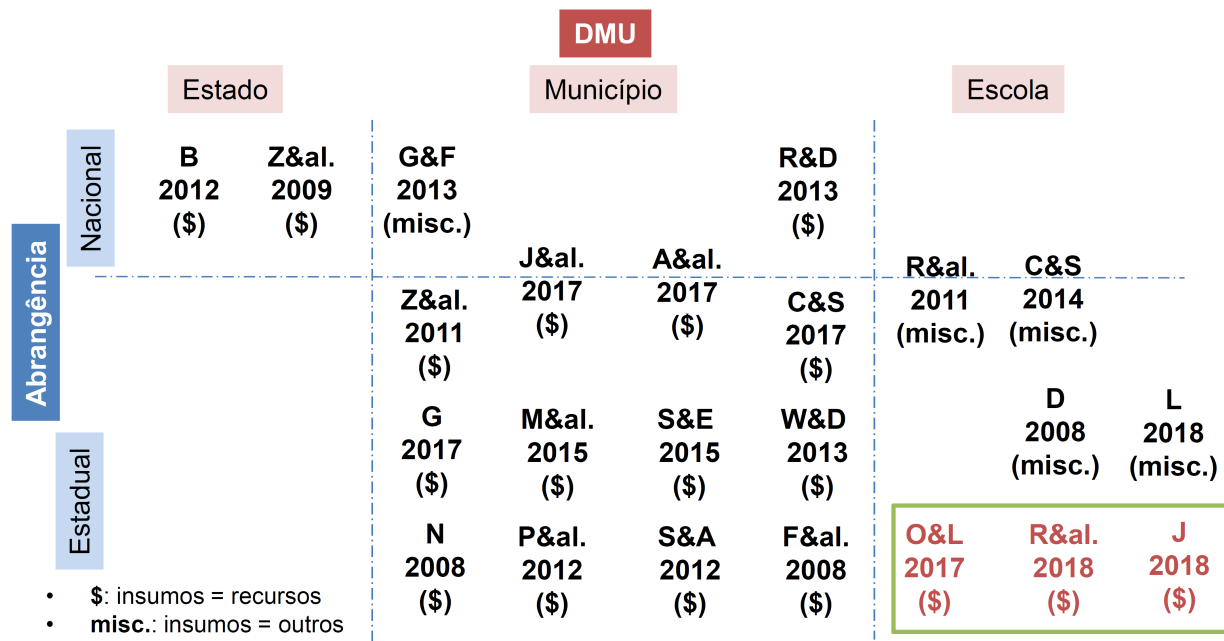 DMU
Estado
Município
Escola
Abrangência
Nacional
Estadual
B
2012
($)
Z&al.
2009
($)
G&F
2013
(misc.)
R&D
2013
($)
J&al.
2017
($)
A&al.
2017
($)
R&al.
2011
(misc.)
C&S
2014
(misc.)
Z&al.
2011
($)
C&S
2017
($)
G
2017
($)
M&al.
2015
($)
S&E
2015
($)
W&D
2013
($)
D
2008
(misc.)
L
2018
(misc.)
N
2008
($)
P&al.
2012
($)
S&A
2012
($)
F&al.
2008
($)
O&L
2017
($)
R&al.
2018
($)
J
2018
($)
• $: insumos = recursos
• misc.: insumos = outros